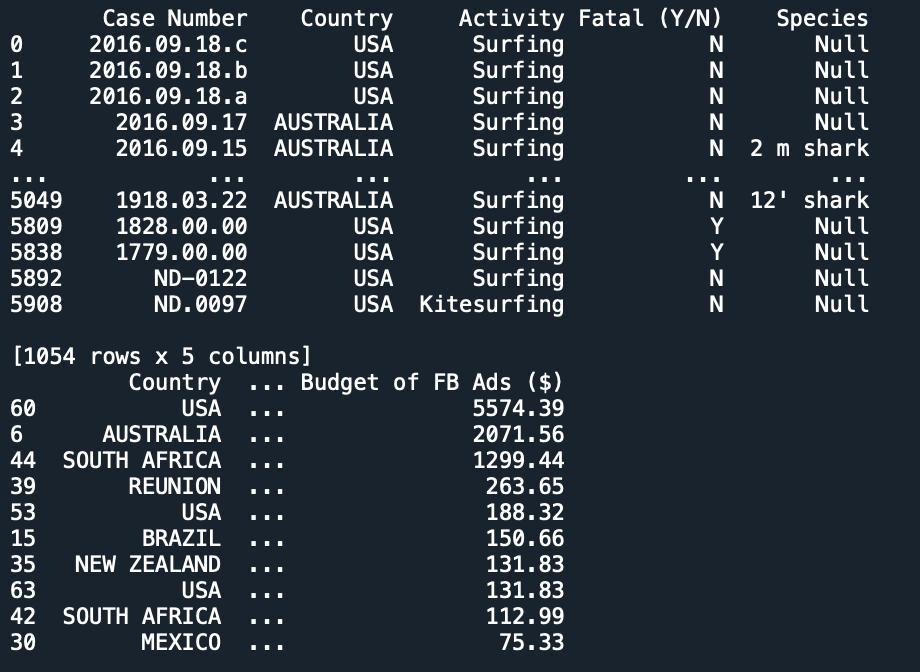 Case Number Country Activity Fatal (Y/N) Species
0 2016.09.18.c USA Surfing N Null
1 2016.09.18.b USA Surfing N Null
2 2016.09.18.a USA Surfing N Null
3 2016.09.17 AUSTRALIA Surfing N Null
4 2016.09.15 AUSTRALIA Surfing N 2 m shark
... ... ... ... ... ...
5049 1918.03.22 AUSTRALIA Surfing N 12' shark
5809 1828.00.00 USA Surfing Y Null
5838 1779.00.00 USA Surfing Y Null
5892 ND-0122 USA Surfing N Null
5908 ND.0097 USA Kitesurfing N Null
[1054 rows x 5 columns]
Country ... Budget of FB Ads ($)
60 USA ... 5574.39
6 AUSTRALIA ... 2071.56
44 SOUTH AFRICA ... 1299.44
39 REUNION ... 263.65
53 USA ... 188.32
15 BRAZIL ... 150.66
35 NEW ZEALAND ... 131.83
63 USA ... 131.83
42 SOUTH AFRICA ... 112.99
30 MEXICO ... 75.33